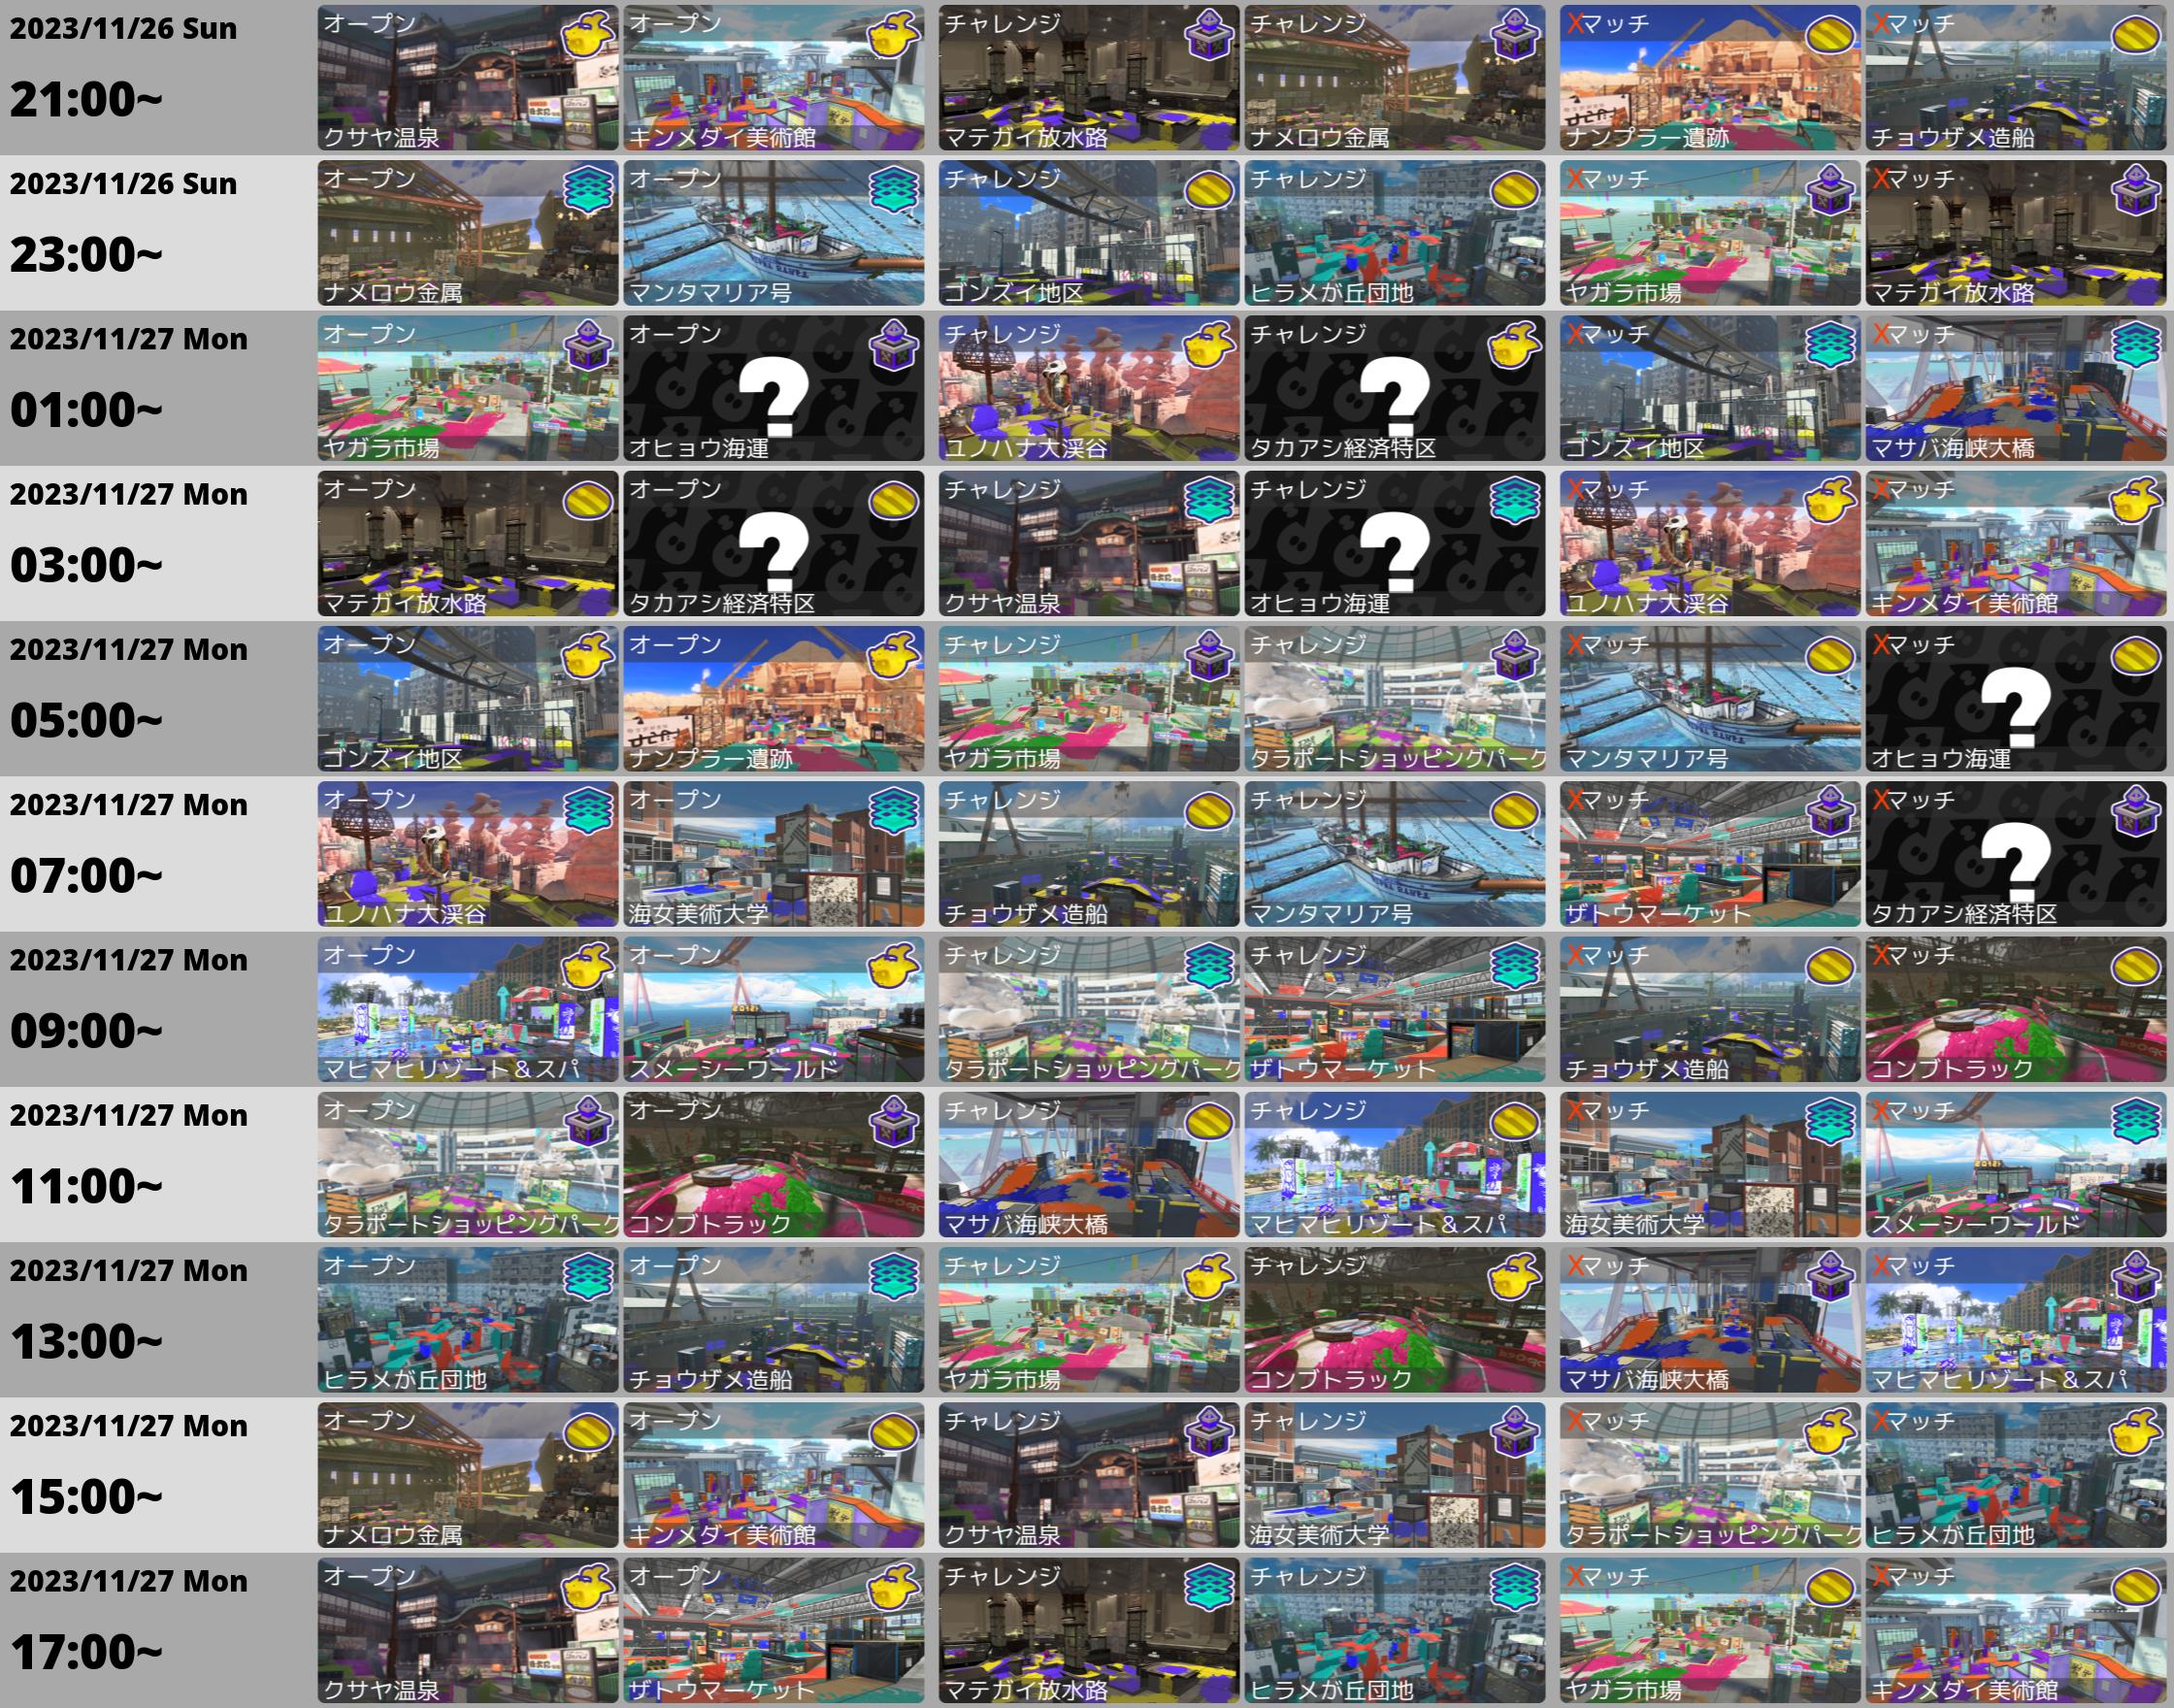 2023/11/26 Sun
21:00~
オープン
クサヤ温泉
オープン
キンメダイ美術館
チャレンジ
マテガイ放水路
チャレンジ
ナメロウ金属
Xマッチ
ナンプラー遺跡
Xマッチ
チョウザメ造船
2023/11/26 Sun
23:00~
オープン
ナメロウ金属
オープン
マンタマリア号
チャレンジ
ゴンズイ地区
チャレンジ
ヒラメが丘団地
Xマッチ
ヤガラ市場
Xマッチ
マテガイ放水路
2023/11/27 Mon
01:00~
オープン
ヤガラ市場
オープン
?
オヒョウ海運
チャレンジ
ユノハナ大渓谷
チャレンジ
?
タカアシ経済特区
Xマッチ
ゴンズイ地区
Xマッチ
マサバ海峡大橋
2023/11/27 Mon
03:00~
オープン
マテガイ放水路
オープン
?
タカアシ経済特区
チャレンジ
クサヤ温泉
チャレンジ
?
オヒョウ海運
Xマッチ
ユノハナ大渓谷
Xマッチ
キンメダイ美術館
2023/11/27 Mon
05:00~
オープン
ゴンズイ地区
オープン
ナンプラー遺跡
チャレンジ
ヤガラ市場
チャレンジ
タラポートショッピングパーク
Xマッチ
マンタマリア号
Xマッチ
?
オヒョウ海運
2023/11/27 Mon
07:00~
オープン
ユノハナ大渓谷
オープン
海女美術大学
チャレンジ
チョウザメ造船
チャレンジ
マンタマリア号
Xマッチ
ザトウマーケット
Xマッチ
?
タカアシ経済特区
2023/11/27 Mon
09:00~
オープン
マヒマヒリゾート＆スパ
オープン
スメーシーワールド
チャレンジ
タラポートショッピングパーク
チャレンジ
ザトウマーケット
Xマッチ
チョウザメ造船
Xマッチ
コンブトラック
2023/11/27 Mon
11:00~
オープン
タラポートショッピングパーク
オープン
コンブトラック
チャレンジ
マサバ海峡大橋
チャレンジ
マヒマヒリゾート＆スパ
Xマッチ
海女美術大学
Xマッチ
スメーシーワールド
2023/11/27 Mon
13:00~
オープン
ヒラメが丘団地
オープン
チョウザメ造船
チャレンジ
ヤガラ市場
チャレンジ
コンブトラック
Xマッチ
マサバ海峡大橋
Xマッチ
マヒマヒリゾート＆スパ
2023/11/27 Mon
15:00~
オープン
ナメロウ金属
オープン
キンメダイ美術館
チャレンジ
クサヤ温泉
チャレンジ
海女美術大学
Xマッチ
タラポートショッピングパーク
Xマッチ
ヒラメが丘団地
2023/11/27 Mon
17:00~
オープン
クサヤ温泉
オープン
ザトウマーケット
チャレンジ
マテガイ放水路
チャレンジ
ヒラメが丘団地
Xマッチ
ヤガラ市場
Xマッチ
キンメダイ美術館